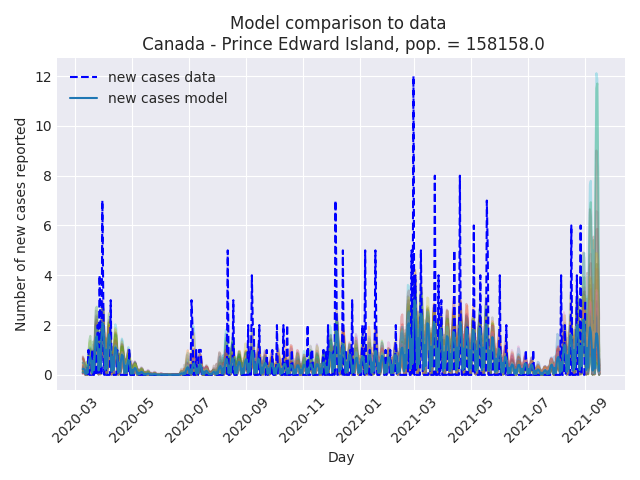 Model comparison to data
Canada - Prince Edward Island, pop. = 158158.0
new cases data
new cases model
Number of new cases reported
12
10
8
6
4
2
0
2020-03
2020-05
2020-07
2020-09
2020-11
2021-01
2021-03
2021-05
2021-07
2021-09
Day